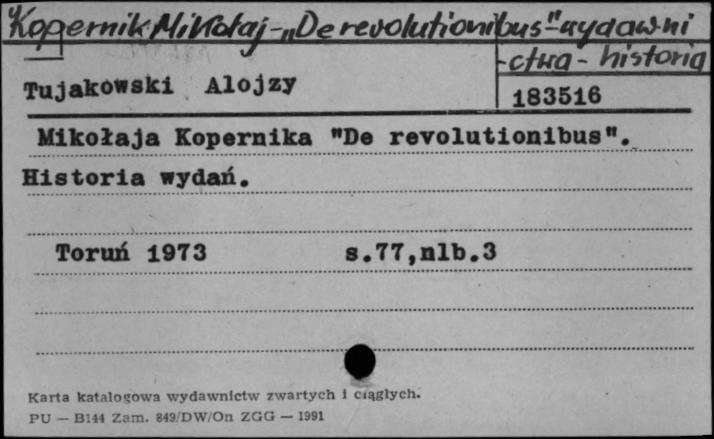 Kopernik Mikołaj - „De revolutionibus" - wydawni
-ctwa - historia
Tujakowski Alojzy
183516
Mikołaja Kopernika "De revolutionibus".
Historia wydań.
Toruń 1973 s.77,nlb.3
Karta katalogowa wydawnictw zwartych i ciągłych.
PU — B144 Zam. 849/DW/On ZGG — 1991